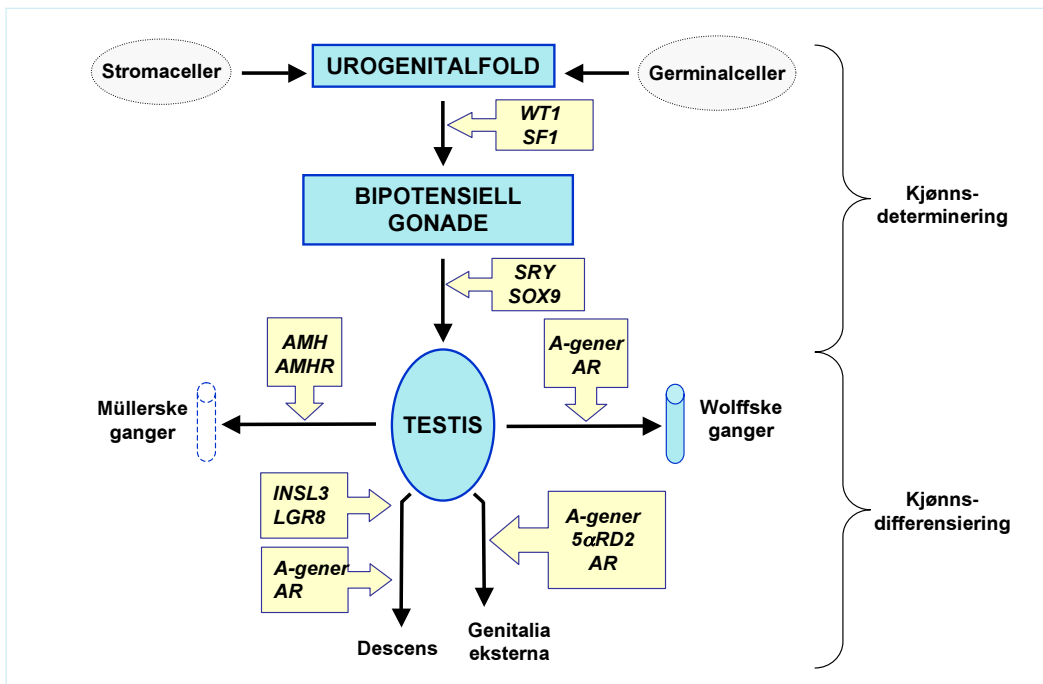 Stromaceller
UROGENITALFOLD
Germinalceller
WT1
SF1
BIPOTENSIELL
GONADE
Kjønns-
determinering
SRY
SOX9
AMH
AMHR
A-gener
AR
Müllerske
ganger
TESTIS
Wolffske
ganger
INSL3
LGR8
A-gener
AR
A-gener
5αRD2
AR
Kjønns-
differensiering
Descens
Genitalia
eksterna